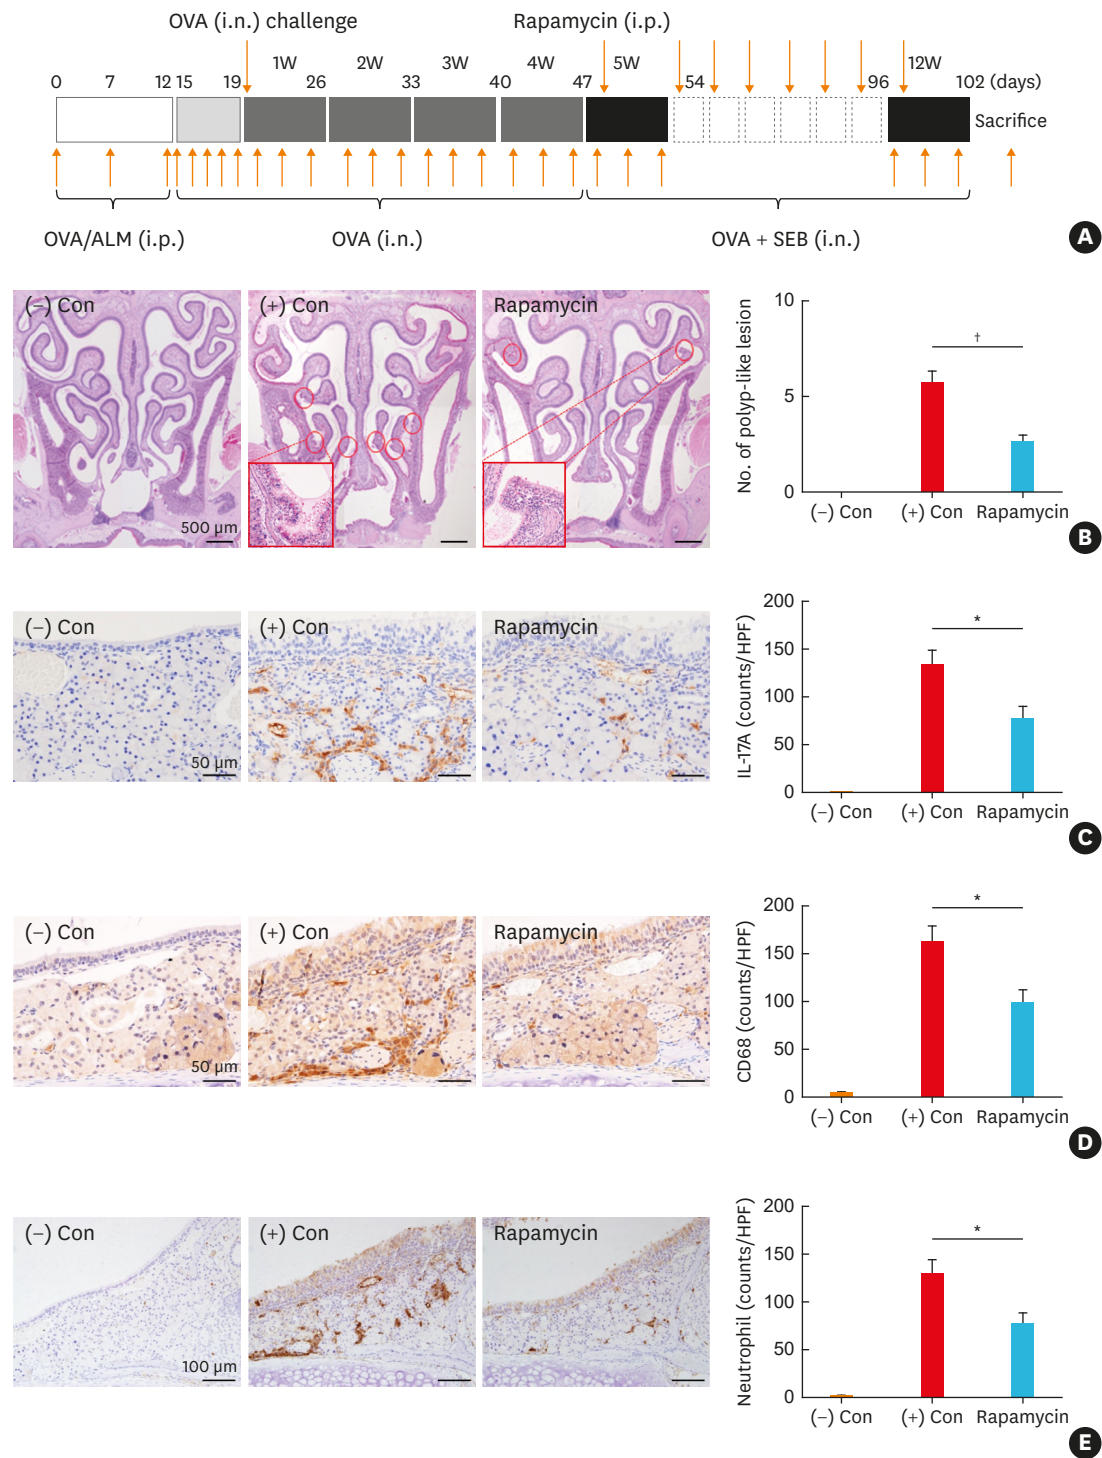 OVA (i.n.) challenge Rapamycin (i.p.)
1W 2W 3W 4W 5W 12W
0 7 12 15 19 26 33 40 47 54 96 102 (days)
Sacrifice
OVA/ALM (i.p.) OVA (i.n.) OVA + SEB (i.n.)
A
(−) Con (+) Con Rapamycin
500 µm
No. of polyp-like lesion
10
5
0
†
(−) Con (+) Con Rapamycin
B
(−) Con (+) Con Rapamycin
50 µm
IL-17A (counts/HPF)
200
150
100
50
0
*
(−) Con (+) Con Rapamycin
C
(−) Con (+) Con Rapamycin
50 µm
CD68 (counts/HPF)
200
150
100
50
0
*
(−) Con (+) Con Rapamycin
D
(−) Con (+) Con Rapamycin
100 µm
Neutrophil (counts/HPF)
200
150
100
50
0
*
(−) Con (+) Con Rapamycin
E